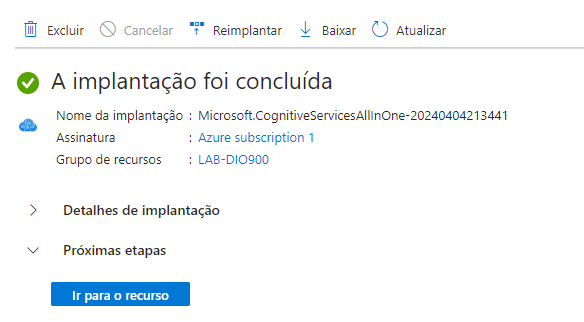 Excluir Cancelar Reimplantar Baixar Atualizar
A implantação foi concluída
Nome da implantação : Microsoft.CognitiveServicesAllInOne-20240404213441
Assinatura : Azure subscription 1
Grupo de recursos : LAB-DIO900
Detalhes de implantação
Próximas etapas
Ir para o recurso